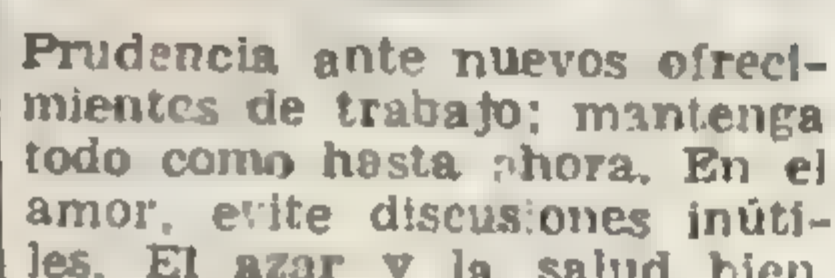 Prudencia ante nuevos ofreci-
mientos de trabajo; mantenga
todo como hasta ahora. En el
amor, evite discusiones inúti-
les. El azar y la salud bien